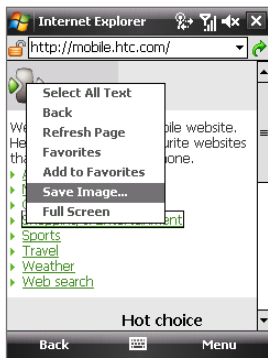 Internet Explorer
http://mobile.htc.com/
Select All Text
Back
Refresh Page
Favorites
Add to Favorites
Save Image...
Full Screen
We
bile website.
He
urite websites
tha
one.
Sports
Travel
Weather
Web search
Hot choice
Back
Menu